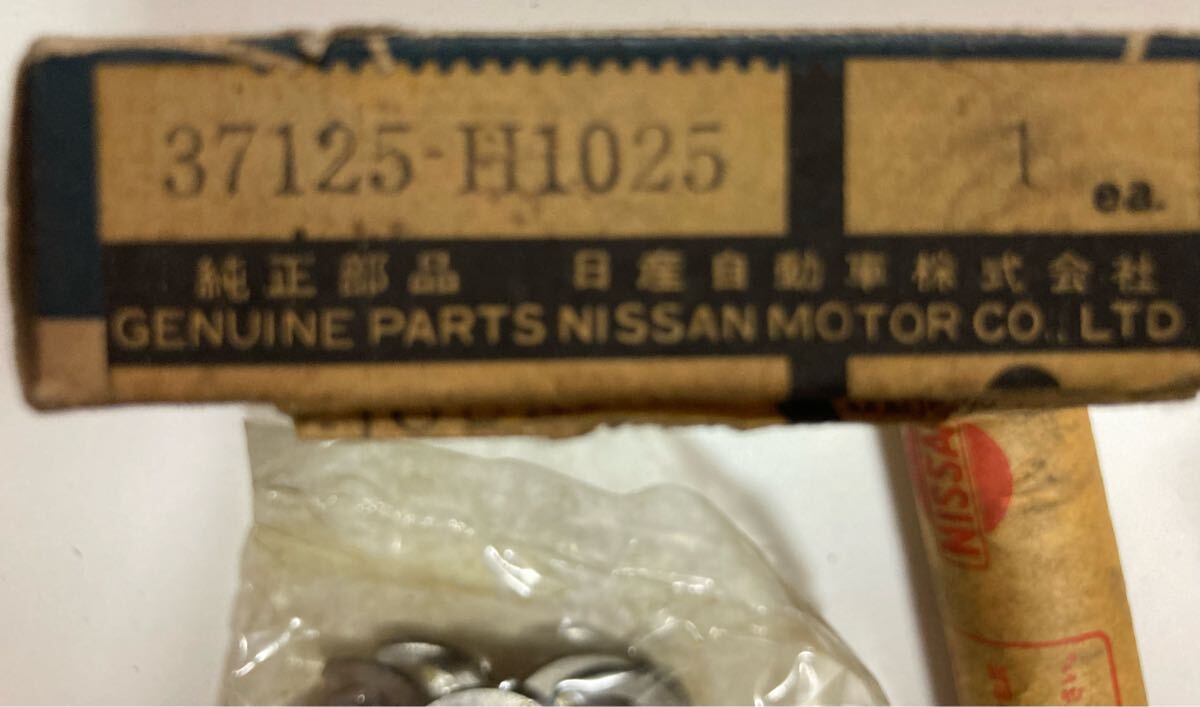 37125-H1025
1 ea.
純正部品 日産自動車株式会社
GENUINE PARTS NISSAN MOTOR CO., LTD
NISSA